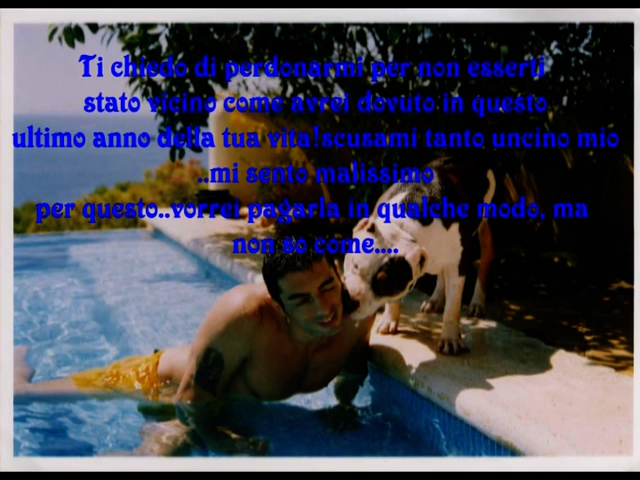 Ti chiedo di perdonarmi per non esserti
stato vicino come avrei dovuto in questo
ultimo anno della tua vita!scusami tanto uncino mio
..mi sento malissimo
per questo..vorrei pagarla in qualche modo, ma
non so come....